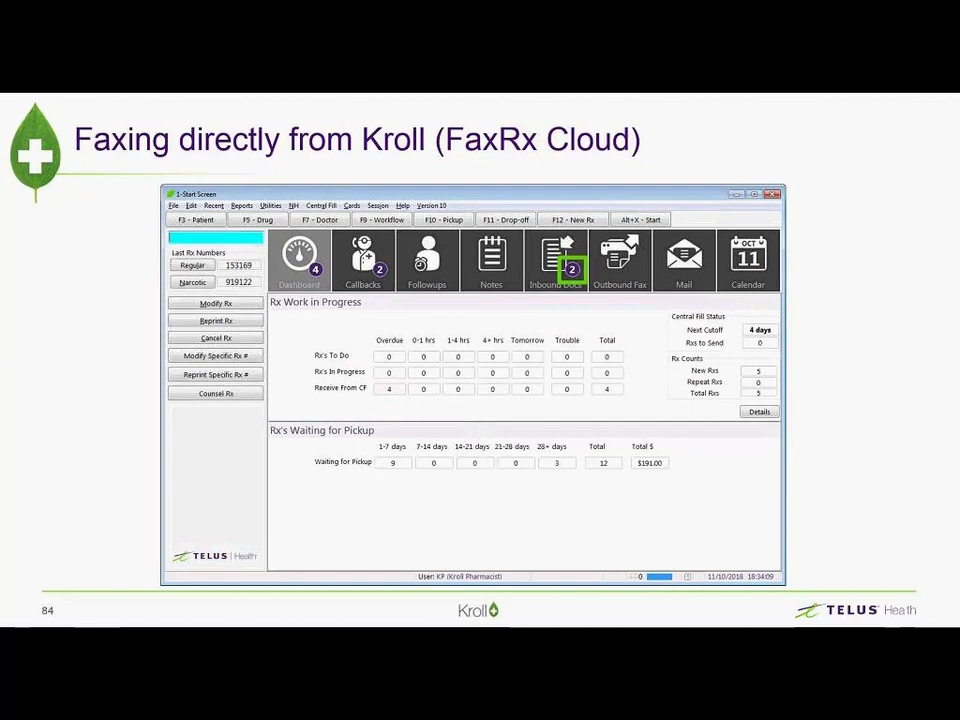 Faxing directly from Kroll (FaxRx Cloud)
1-Start Screen
File Edit Recent Reports Utilities NH Central Fill Cards Session Help Version 10
F3 - Patient F5 - Drug F7 - Doctor F9 - Workflow F10 - Pickup F11 - Drop-off F12 - New Rx Alt+X - Start
Last Rx Numbers
Regular 153169
Narcotic 919122
Modify Rx
Reprint Rx
Cancel Rx
Modify Specific Rx #
Reprint Specific Rx #
Counsel Rx
4 2 2 OCT 11
Dashboard Callbacks Followups Notes Inbound Docs Outbound Fax Mail Calendar
Rx Work in Progress
Overdue 0-1 hrs 1-4 hrs 4+ hrs Tomorrow Trouble Total
Rx's To Do 0 0 0 0 0 0 0
Rx's In Progress 0 0 0 0 0 0 0
Receive From CF 4 0 0 0 0 0 4
Central Fill Status
Next Cutoff 4 days
Rxs to Send 0
Rx Counts
New Rxs 5
Repeat Rxs 0
Total Rxs 5
Details
Rx's Waiting for Pickup
1-7 days 7-14 days 14-21 days 21-28 days 28+ days Total Total $
Waiting for Pickup 9 0 0 0 3 12 $191.00
TELUS Health
User: KP (Kroll Pharmacist) 0 11/10/2018 18:34:09
84 Kroll TELUS Health